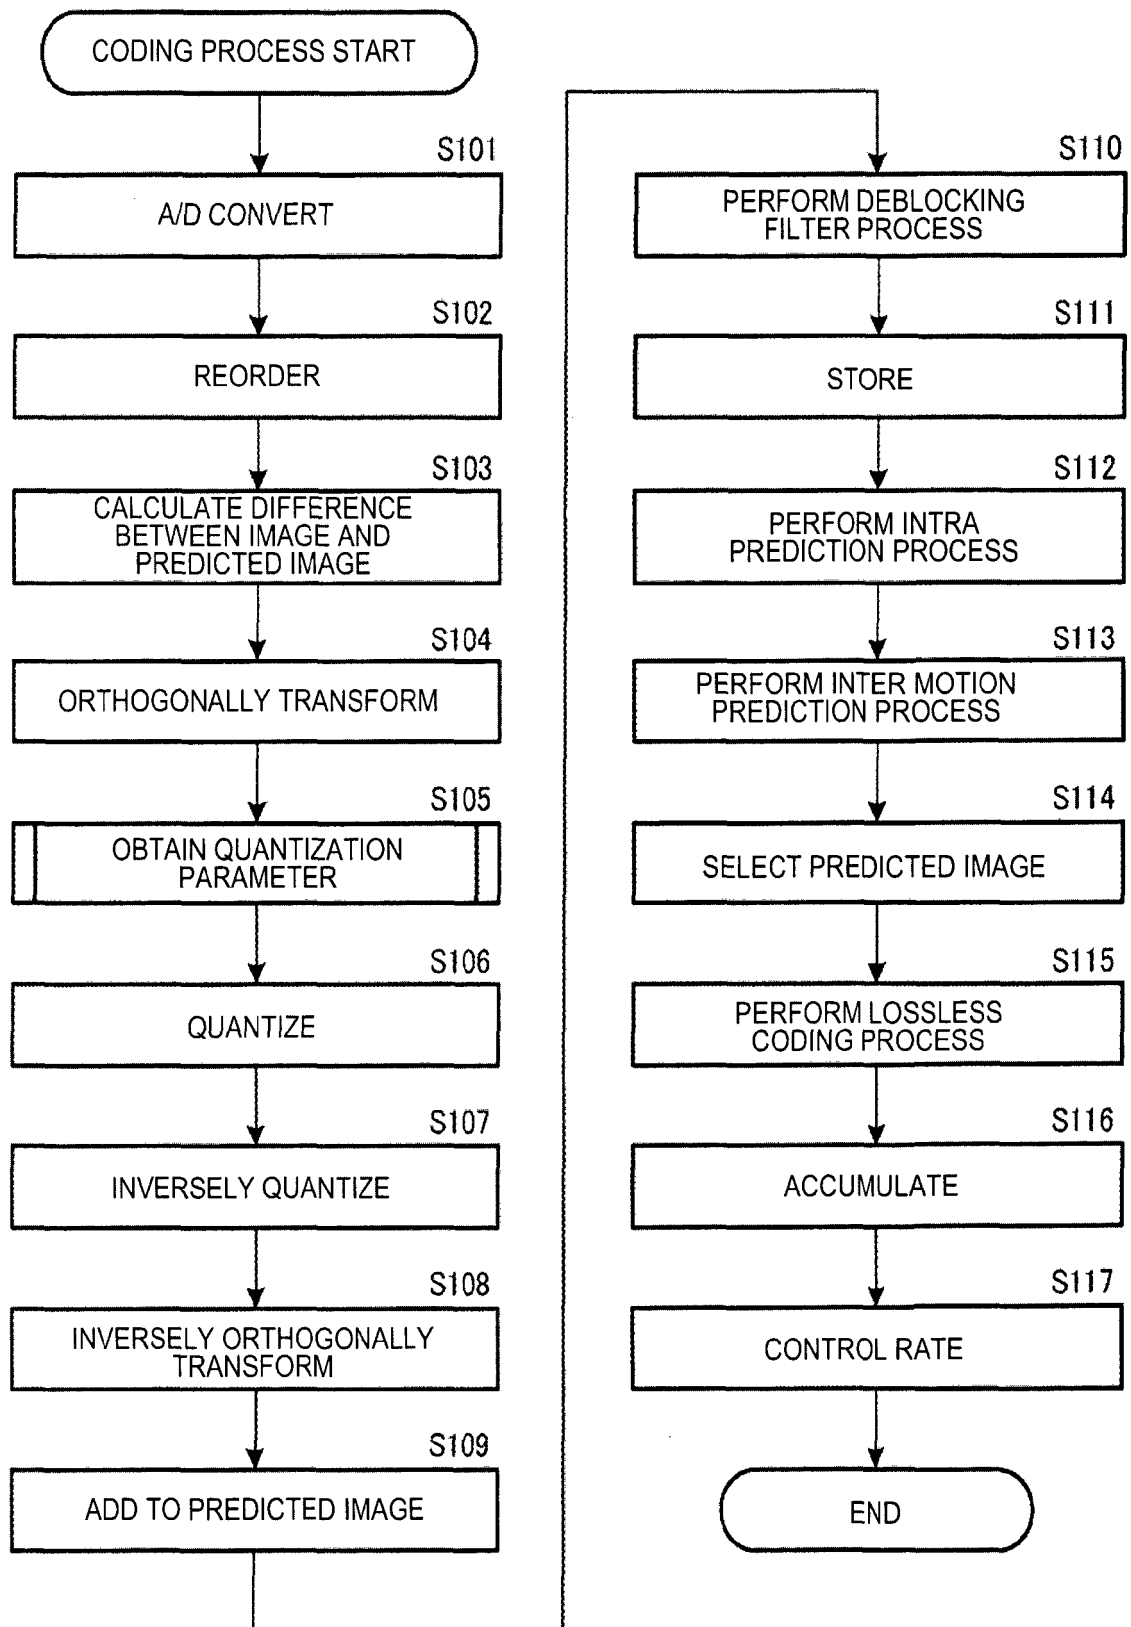 CODING PROCESS START
S101
A/D CONVERT
S102
REORDER
S103
CALCULATE DIFFERENCE
BETWEEN IMAGE AND
PREDICTED IMAGE
S104
ORTHOGONALLY TRANSFORM
S105
OBTAIN QUANTIZATION
PARAMETER
S106
QUANTIZE
S107
INVERSELY QUANTIZE
S108
INVERSELY ORTHOGONALLY
TRANSFORM
S109
ADD TO PREDICTED IMAGE
S110
PERFORM DEBLOCKING
FILTER PROCESS
S111
STORE
S112
PERFORM INTRA
PREDICTION PROCESS
S113
PERFORM INTER MOTION
PREDICTION PROCESS
S114
SELECT PREDICTED IMAGE
S115
PERFORM LOSSLESS
CODING PROCESS
S116
ACCUMULATE
S117
CONTROL RATE
END